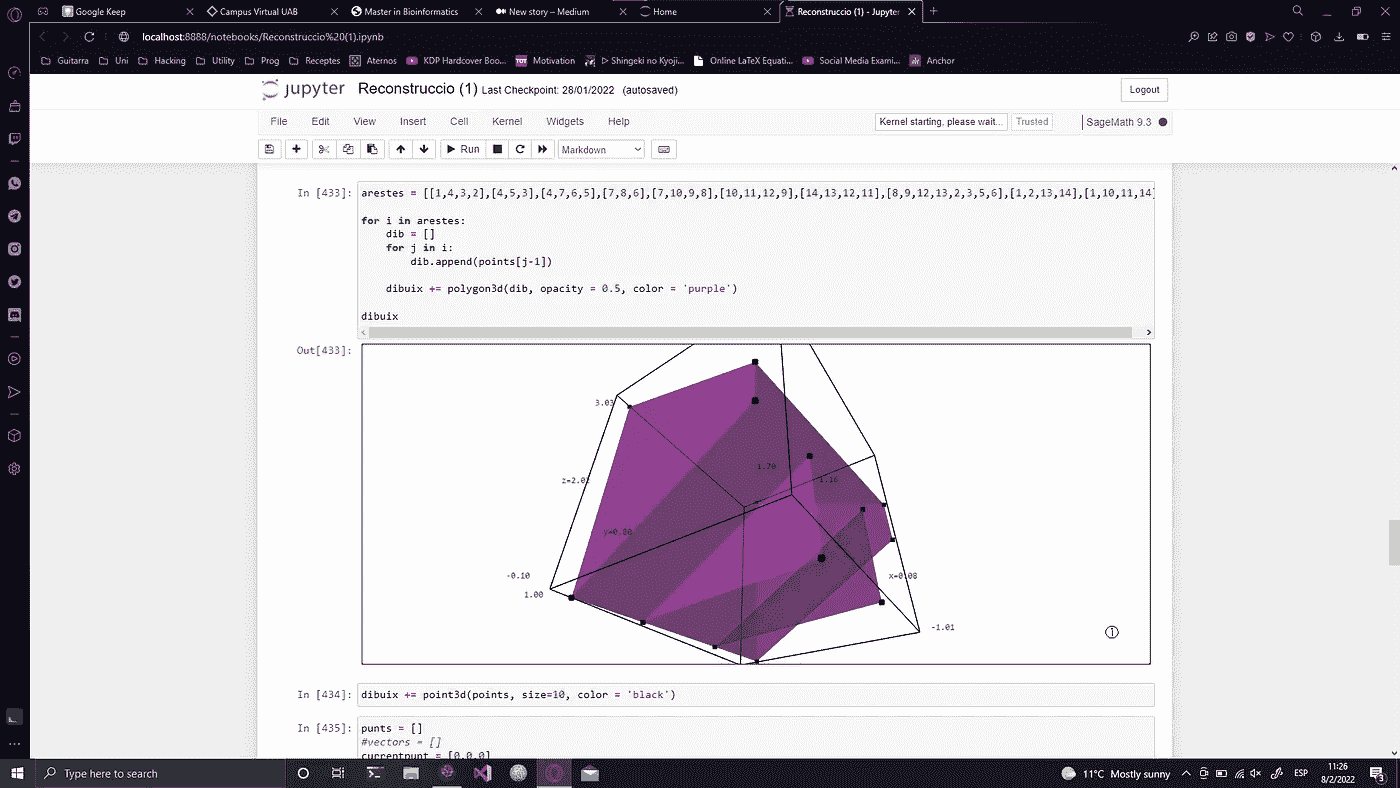 Google Keep
Campus Virtual UAB
Master in Bioinformatics
New story – Medium
Home
Reconstruccio (1) - Jupyter
localhost:8888/notebooks/Reconstruccio%20(1).ipynb
Guitarra Uni Hacking Utility Prog Receptes Aternos KDP Hardcover Boo... TOT Motivation ▷ Shingeki no Kyoji... Online LaTeX Equati... Social Media Exami... Anchor
jupyter Reconstruccio (1) Last Checkpoint: 28/01/2022 (autosaved)
Logout
File Edit View Insert Cell Kernel Widgets Help
Kernel starting, please wait... Trusted SageMath 9.3
Run Markdown
In [433]:
arestes = [[1,4,3,2],[4,5,3],[4,7,6,5],[7,8,6],[7,10,9,8],[10,11,12,9],[14,13,12,11],[8,9,12,13,2,3,5,6],[1,2,13,14],[1,10,11,14]
for i in arestes:
    dib = []
    for j in i:
        dib.append(points[j-1])
    dibuix += polygon3d(dib, opacity = 0.5, color = 'purple')
dibuix
Out[433]:
3.03
1.70
z=2.01
1.16
y=0.80
-0.10
x=0.08
1.00
-1.01
In [434]: dibuix += point3d(points, size=10, color = 'black')
In [435]: punts = []
#vectors = []
currentpunt = [0,0,0]
Type here to search
11°C Mostly sunny
ESP
11:26
8/2/2022
3